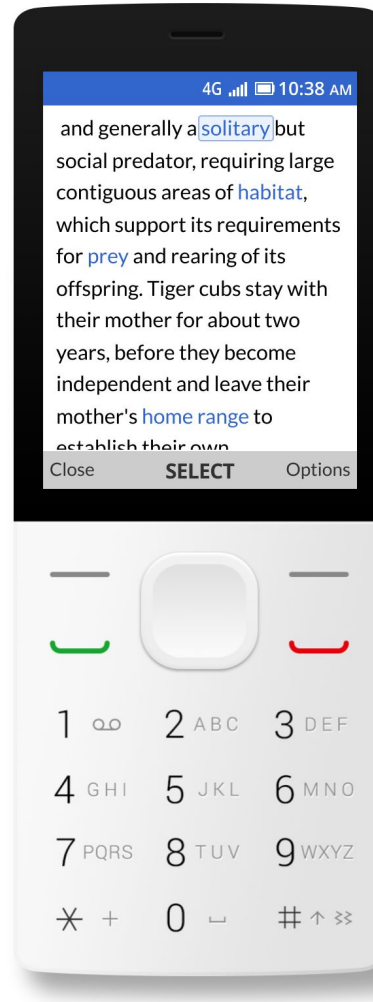 4G 10:38 AM
and generally a solitary but
social predator, requiring large
contiguous areas of habitat,
which support its requirements
for prey and rearing of its
offspring. Tiger cubs stay with
their mother for about two
years, before they become
independent and leave their
mother's home range to
establish their own
Close SELECT Options
1 2 ABC 3 DEF
4 GHI 5 JKL 6 MNO
7 PQRS 8 TUV 9 WXYZ
* + 0 #